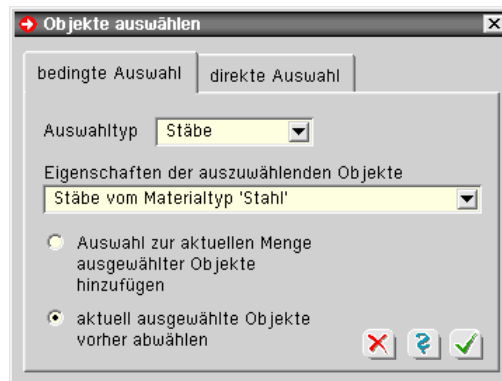 Objekte auswählen
bedingte Auswahl
direkte Auswahl
Auswahltyp Stäbe
Eigenschaften der auszuwählenden Objekte
Stäbe vom Materialtyp 'Stahl'
Auswahl zur aktuellen Menge
ausgewählter Objekte
hinzufügen
aktuell ausgewählte Objekte
vorher abwählen